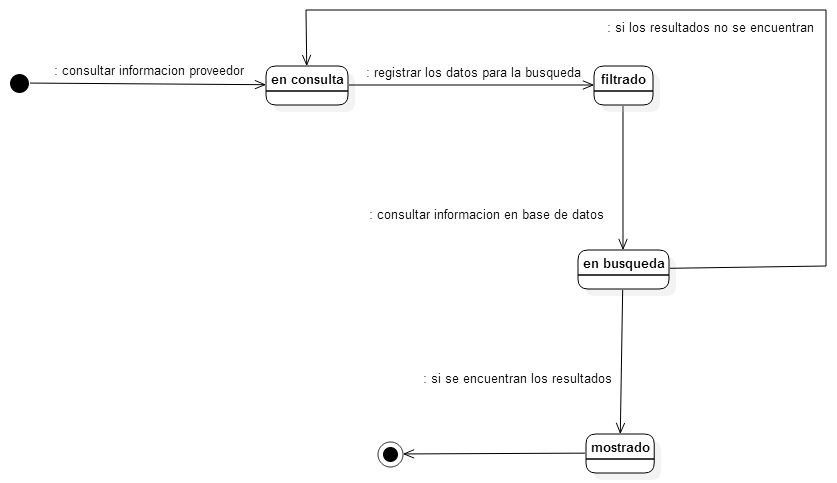 : si los resultados no se encuentran
: consultar informacion proveedor
en consulta
: registrar los datos para la busqueda
filtrado
: consultar informacion en base de datos
en busqueda
: si se encuentran los resultados
mostrado